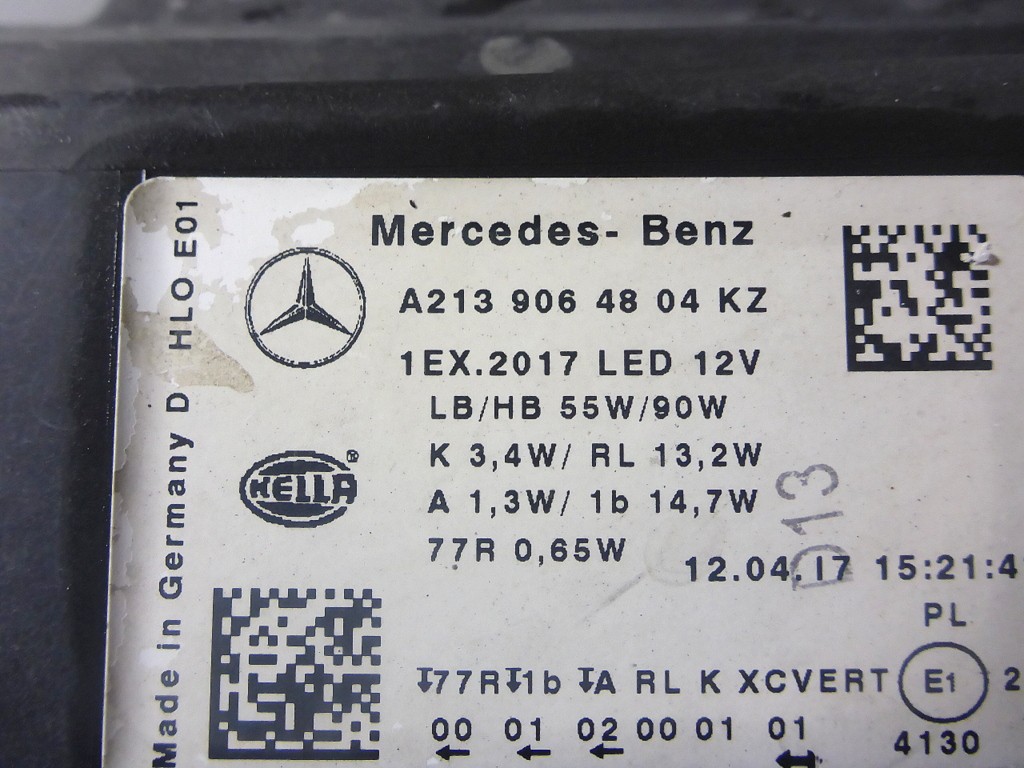 Mercedes- Benz
A213 906 48 04 KZ
1EX.2017 LED 12V
LB/HB 55W/90W
K 3,4W/ RL 13,2W
A 1,3W/ 1b 14,7W
77R 0,65W
D13
12.04.17 15:21:4
PL
77R 1b A RL K XCVERT E1 2
00 01 02 00 01 01
4130
HELLA®
Made in Germany D HLO E01